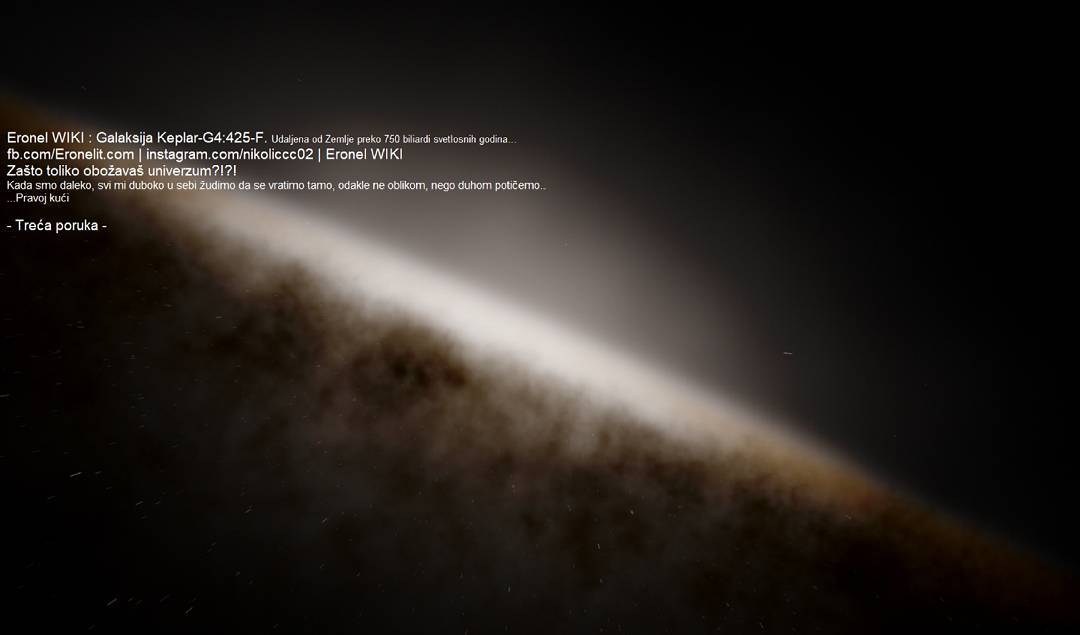 Eronel WIKI : Galaksija Keplar-G4:425-F. Udaljena od Zemlje preko 750 biliardi svetlosnih godina...
fb.com/Eronelit.com | instagram.com/nikoliccc02 | Eronel WIKI
Zašto toliko obožavaš univerzum?!?!
Kada smo daleko, svi mi duboko u sebi žudimo da se vratimo tamo, odakle ne oblikom, nego duhom potičemo..
...Pravoj kući
- Treća poruka -